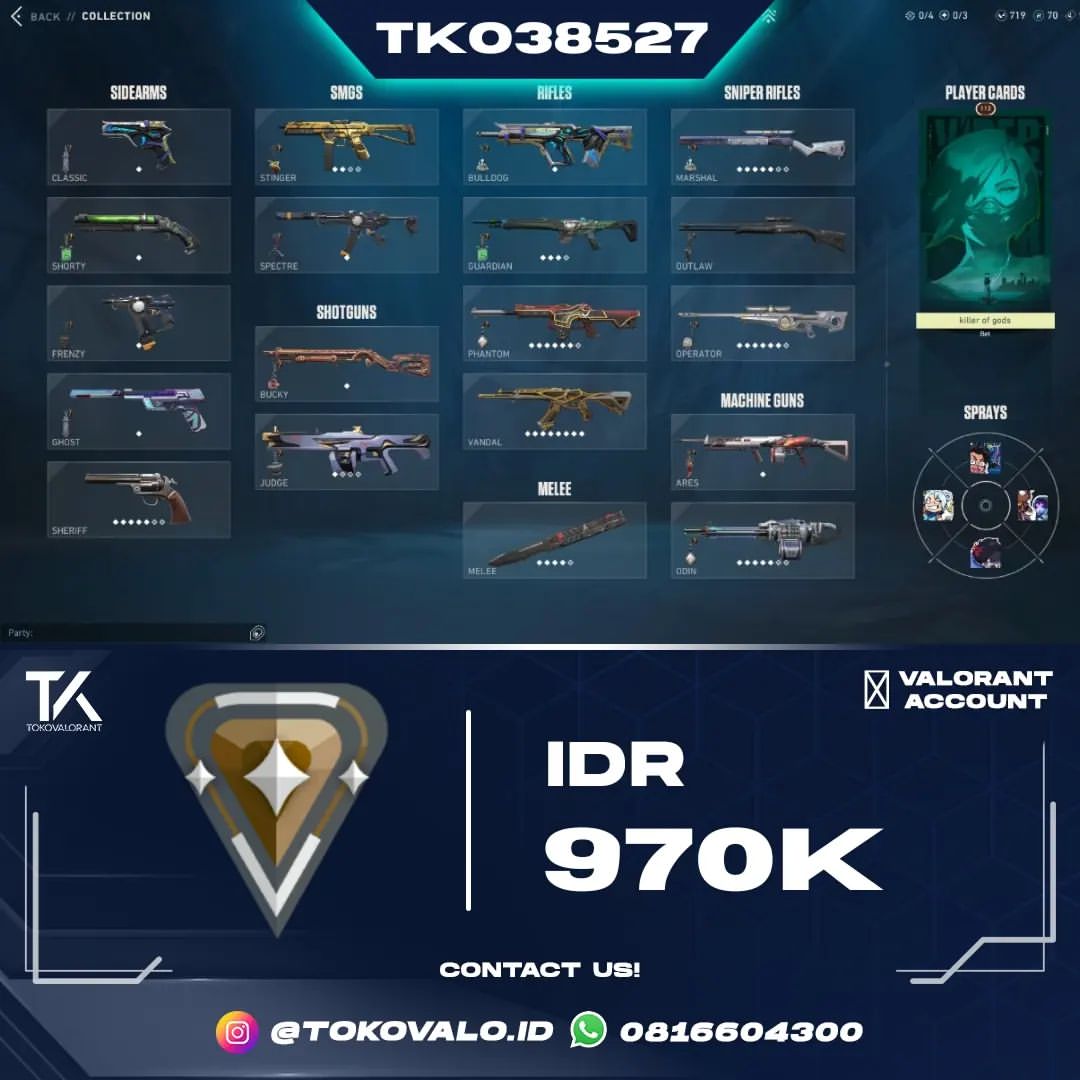 BACK // COLLECTION
TK038527
0/4 0/3 719 70
SIDEARMS
CLASSIC
SHORTY
FRENZY
GHOST
SHERIFF
SMGS
STINGER
SPECTRE
SHOTGUNS
BUCKY
JUDGE
RIFLES
BULLDOG
GUARDIAN
PHANTOM
VANDAL
MELEE
MELEE
SNIPER RIFLES
MARSHAL
OUTLAW
OPERATOR
MACHINE GUNS
ARES
ODIN
PLAYER CARDS
112
killer of gods
SPRAYS
Party:
TK
TOKOVALORANT
VALORANT
ACCOUNT
IDR
970K
CONTACT US!
@TOKOVALO.ID 0816604300